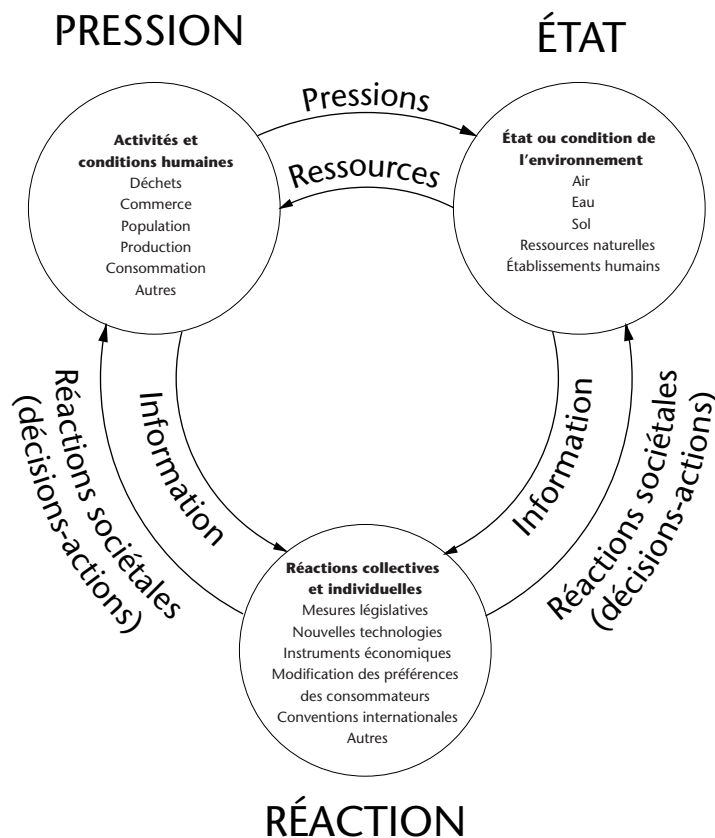 PRESSION
ÉTAT
Pressions
Ressources
Activités et
conditions humaines
Déchets
Commerce
Population
Production
Consommation
Autres
État ou condition de
l'environnement
Air
Eau
Sol
Ressources naturelles
Établissements humains
Réactions sociétales
(décisions-actions)
Information
Information
Réactions sociétales
(décisions-actions)
Réactions collectives
et individuelles
Mesures législatives
Nouvelles technologies
Instruments économiques
Modification des préférences
des consommateurs
Conventions internationales
Autres
RÉACTION